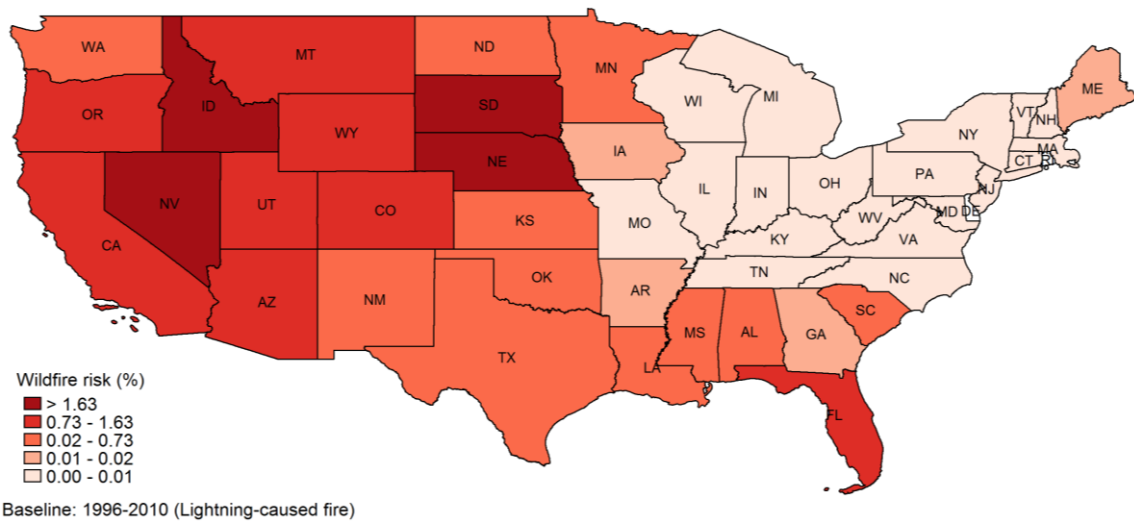 WA
MT
ND
MN
ME
OR
ID
SD
WI
MI
VT
NH
NY
WY
MA
CT
RI
IA
NE
PA
NJ
NV
UT
CO
IL
IN
OH
MD
DE
CA
KS
MO
WV
VA
KY
AZ
NM
OK
AR
TN
NC
TX
MS
AL
GA
SC
LA
FL
Wildfire risk (%)
> 1.63
0.73 - 1.63
0.02 - 0.73
0.01 - 0.02
0.00 - 0.01
Baseline: 1996-2010 (Lightning-caused fire)